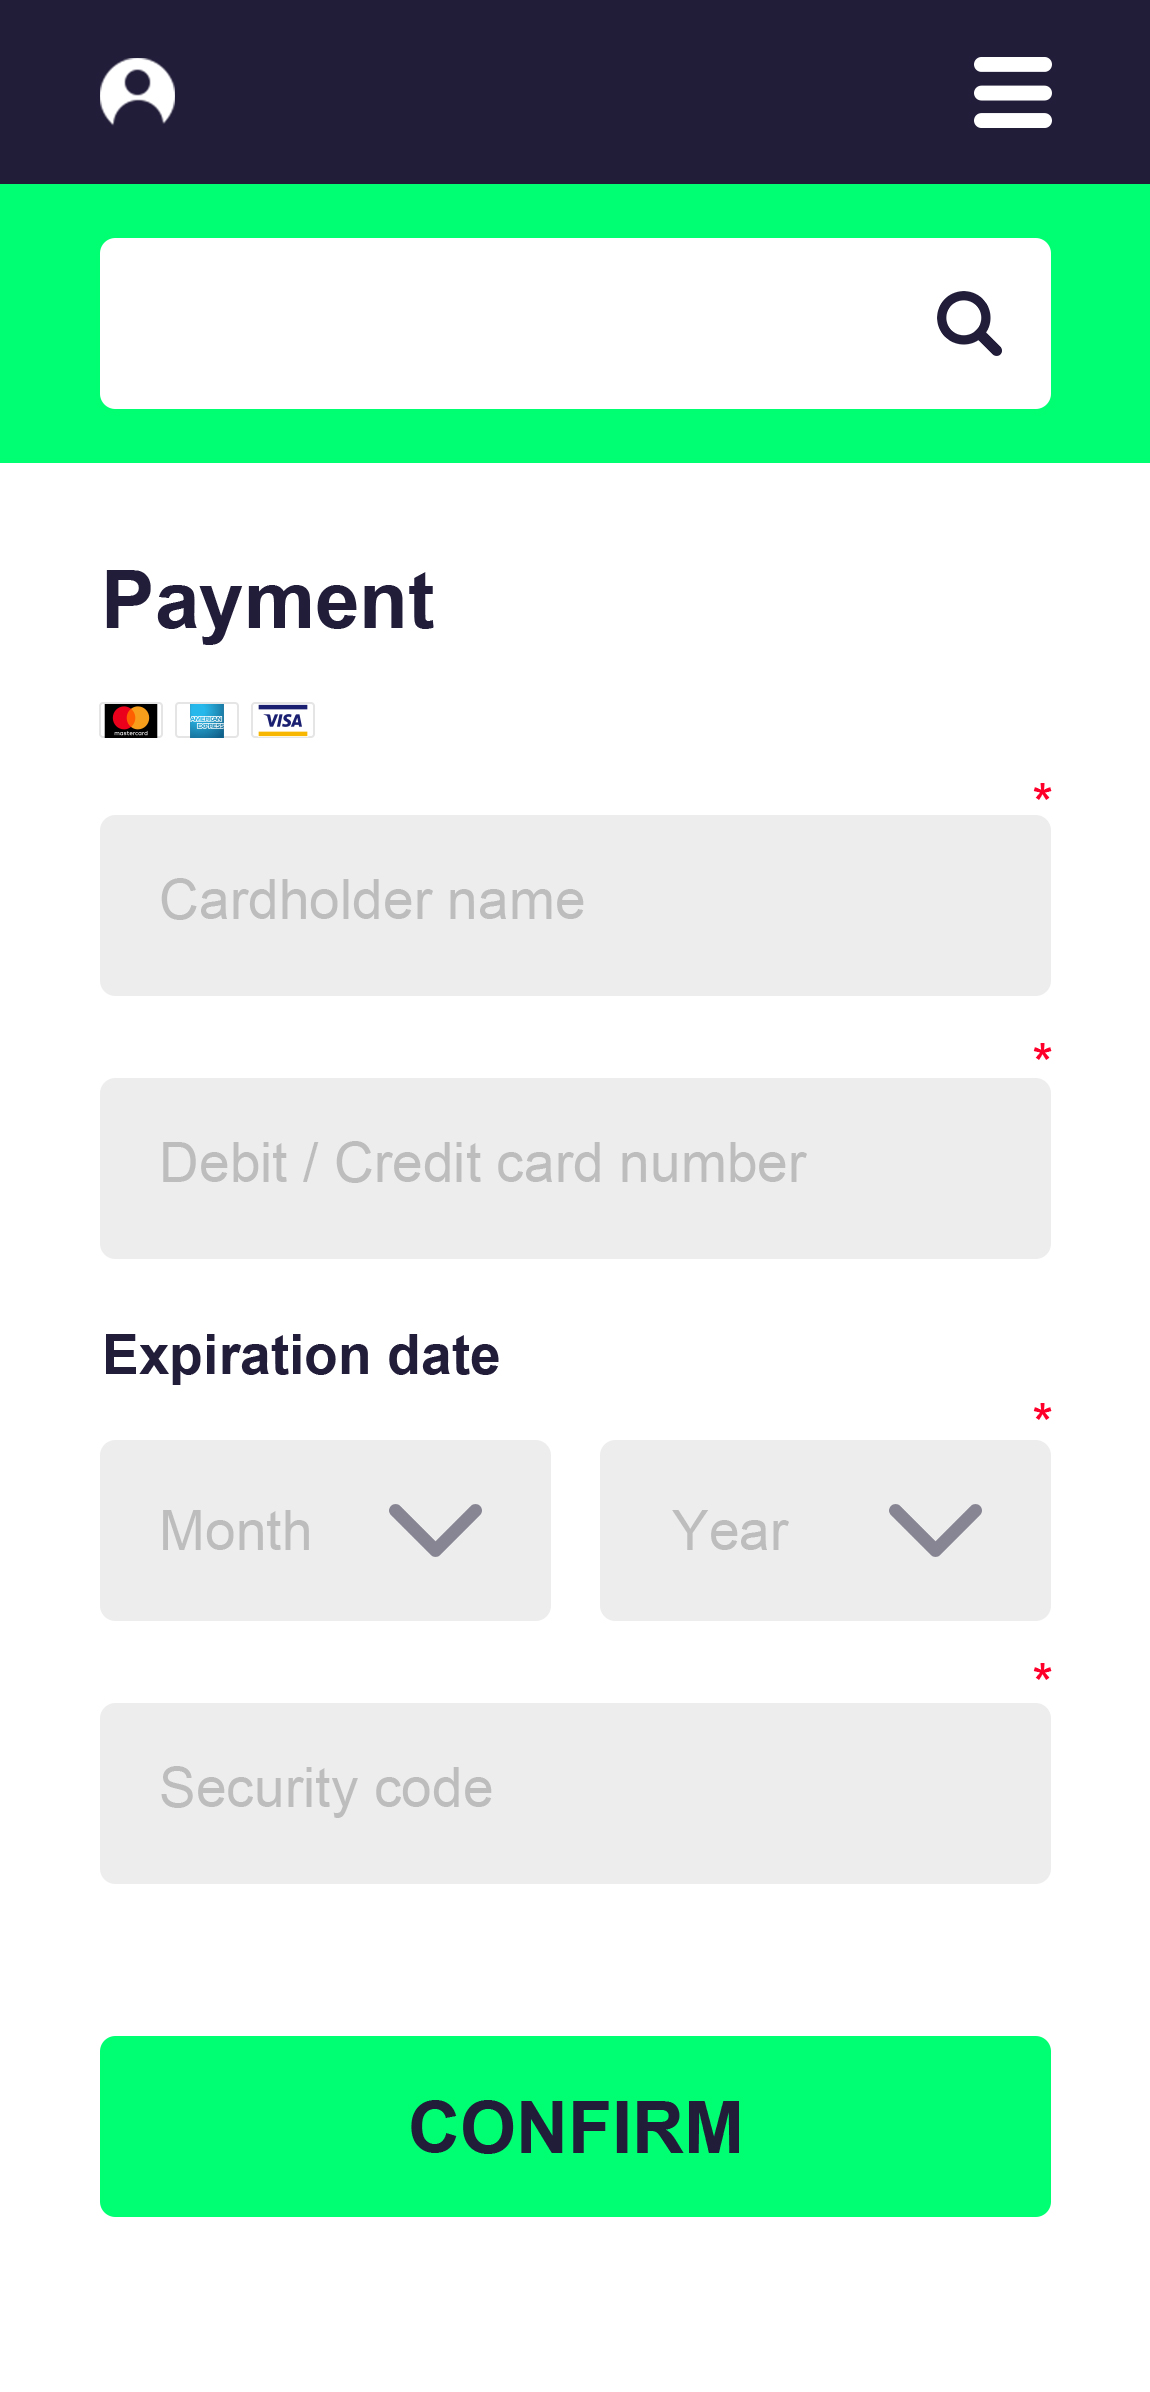 Payment
mastercard
AMERICAN
EXPRESS
VISA
*
Cardholder name
*
Debit / Credit card number
Expiration date
*
Month
Year
*
Security code
CONFIRM